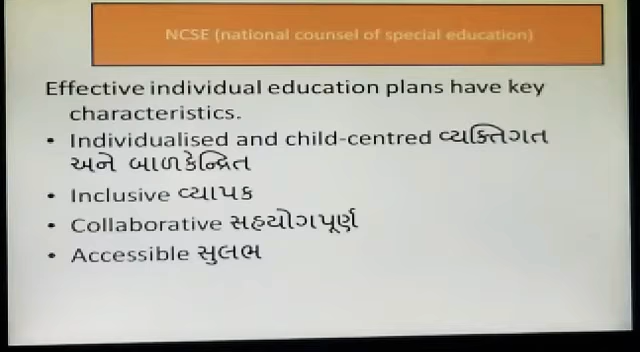 NCSE (national counsel of special education)
Effective individual education plans have key
characteristics.
• Individualised and child-centred વ્યક્તિગત
અને બાળકેન્દ્રિત
• Inclusive વ્યાપક
• Collaborative સહયોગપૂર્ણ
• Accessible સુલભ